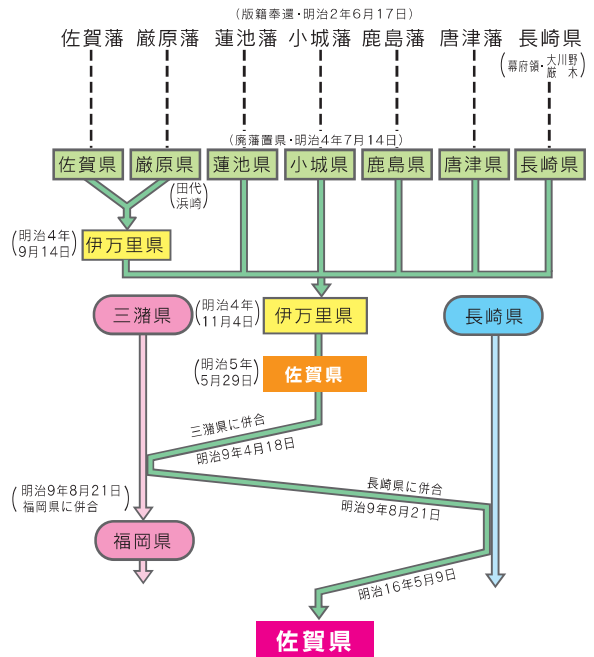 （版籍奉還・明治2年6月17日）
佐賀藩 厳原藩 蓮池藩 小城藩 鹿島藩 唐津藩 長崎県
（幕府領・大川野
厳木）
（廃藩置県・明治4年7月14日）
佐賀県 厳原県 蓮池県 小城県 鹿島県 唐津県 長崎県
（田代
浜崎）
（明治4年
9月14日）
伊万里県
三潴県
（明治4年
11月4日）
伊万里県
長崎県
（明治5年
5月29日）
佐賀県
三潴県に併合
明治9年4月18日
長崎県に併合
明治9年8月21日
（明治9年8月21日
福岡県に併合）
福岡県
明治16年5月9日
佐賀県